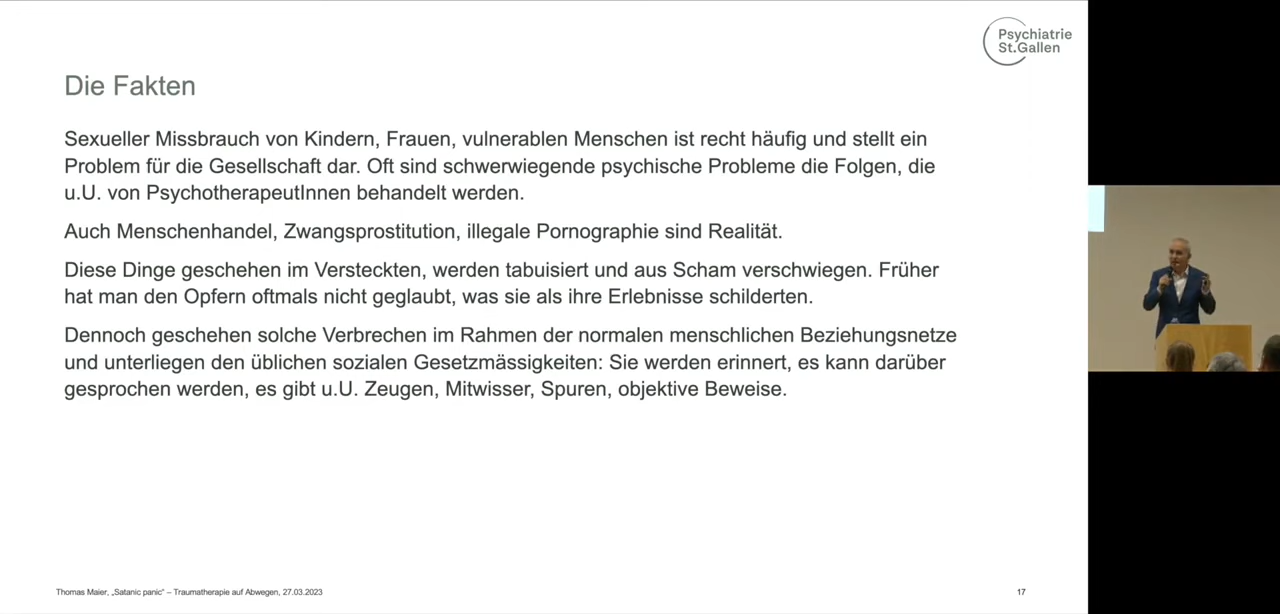 Psychiatrie
St.Gallen
Die Fakten
Sexueller Missbrauch von Kindern, Frauen, vulnerablen Menschen ist recht häufig und stellt ein
Problem für die Gesellschaft dar. Oft sind schwerwiegende psychische Probleme die Folgen, die
u.U. von PsychotherapeutInnen behandelt werden.
Auch Menschenhandel, Zwangsprostitution, illegale Pornographie sind Realität.
Diese Dinge geschehen im Versteckten, werden tabuisiert und aus Scham verschwiegen. Früher
hat man den Opfern oftmals nicht geglaubt, was sie als ihre Erlebnisse schilderten.
Dennoch geschehen solche Verbrechen im Rahmen der normalen menschlichen Beziehungsnetze
und unterliegen den üblichen sozialen Gesetzmässigkeiten: Sie werden erinnert, es kann darüber
gesprochen werden, es gibt u.U. Zeugen, Mitwisser, Spuren, objektive Beweise.
Thomas Maier, „Satanic panic“ – Traumatherapie auf Abwegen, 27.03.2023
17